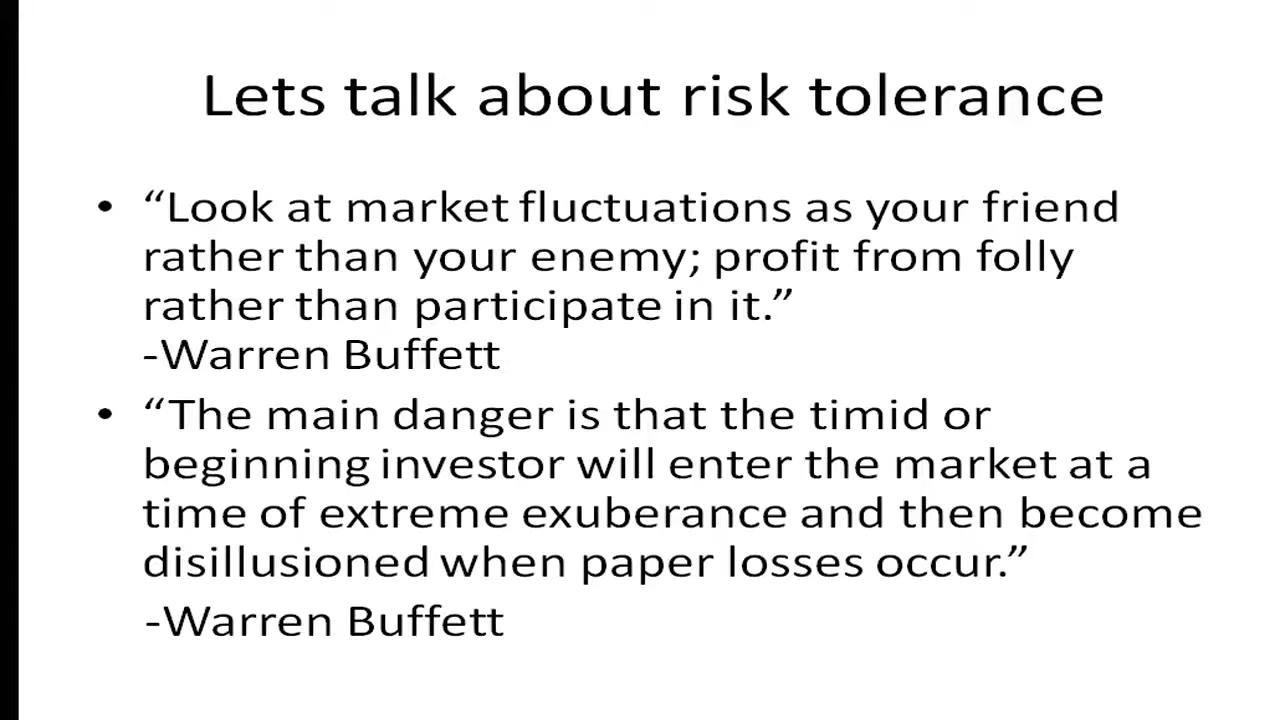 Lets talk about risk tolerance
• “Look at market fluctuations as your friend
rather than your enemy; profit from folly
rather than participate in it.”
-Warren Buffett
• “The main danger is that the timid or
beginning investor will enter the market at a
time of extreme exuberance and then become
disillusioned when paper losses occur.”
-Warren Buffett